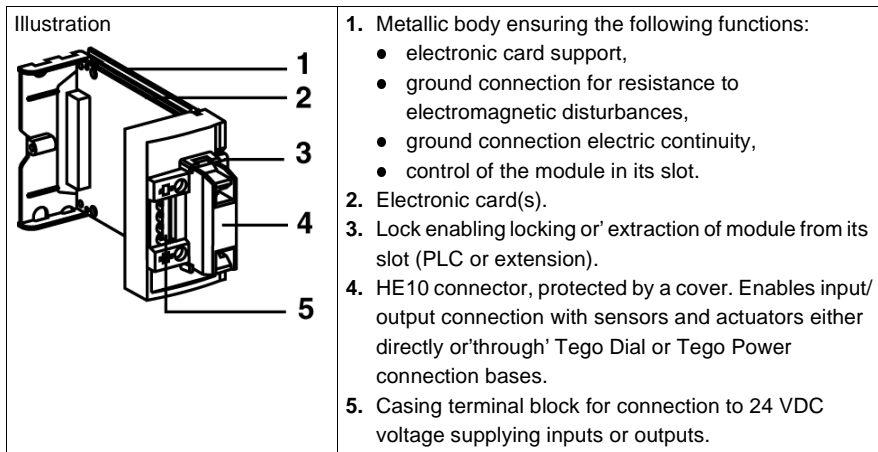 Illustration
1
2
3
4
5
1. Metallic body ensuring the following functions:
● electronic card support,
● ground connection for resistance to
electromagnetic disturbances,
● ground connection electric continuity,
● control of the module in its slot.
2. Electronic card(s).
3. Lock enabling locking or’ extraction of module from its
slot (PLC or extension).
4. HE10 connector, protected by a cover. Enables input/
output connection with sensors and actuators either
directly or’through’ Tego Dial or Tego Power
connection bases.
5. Casing terminal block for connection to 24 VDC
voltage supplying inputs or outputs.